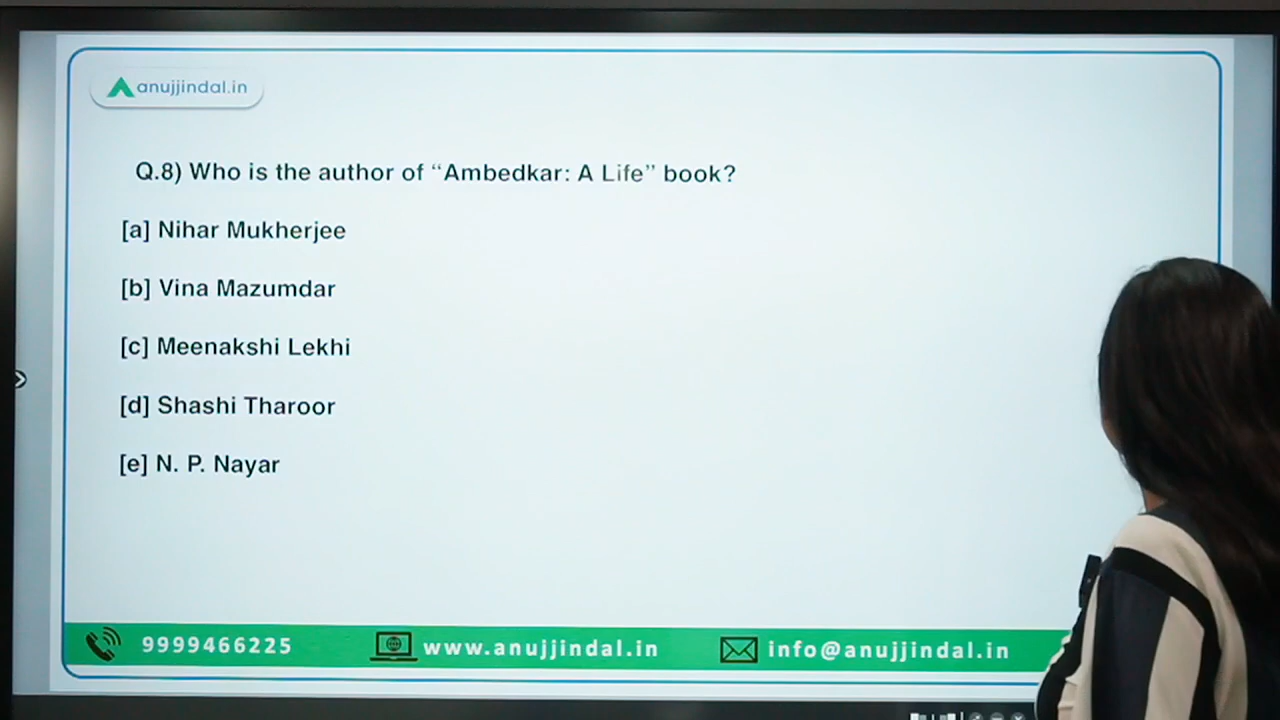 anujjindal.in
Q.8) Who is the author of “Ambedkar: A Life” book?
[a] Nihar Mukherjee
[b] Vina Mazumdar
[c] Meenakshi Lekhi
[d] Shashi Tharoor
[e] N. P. Nayar
9999466225 www.anujjindal.in info@anujjindal.in